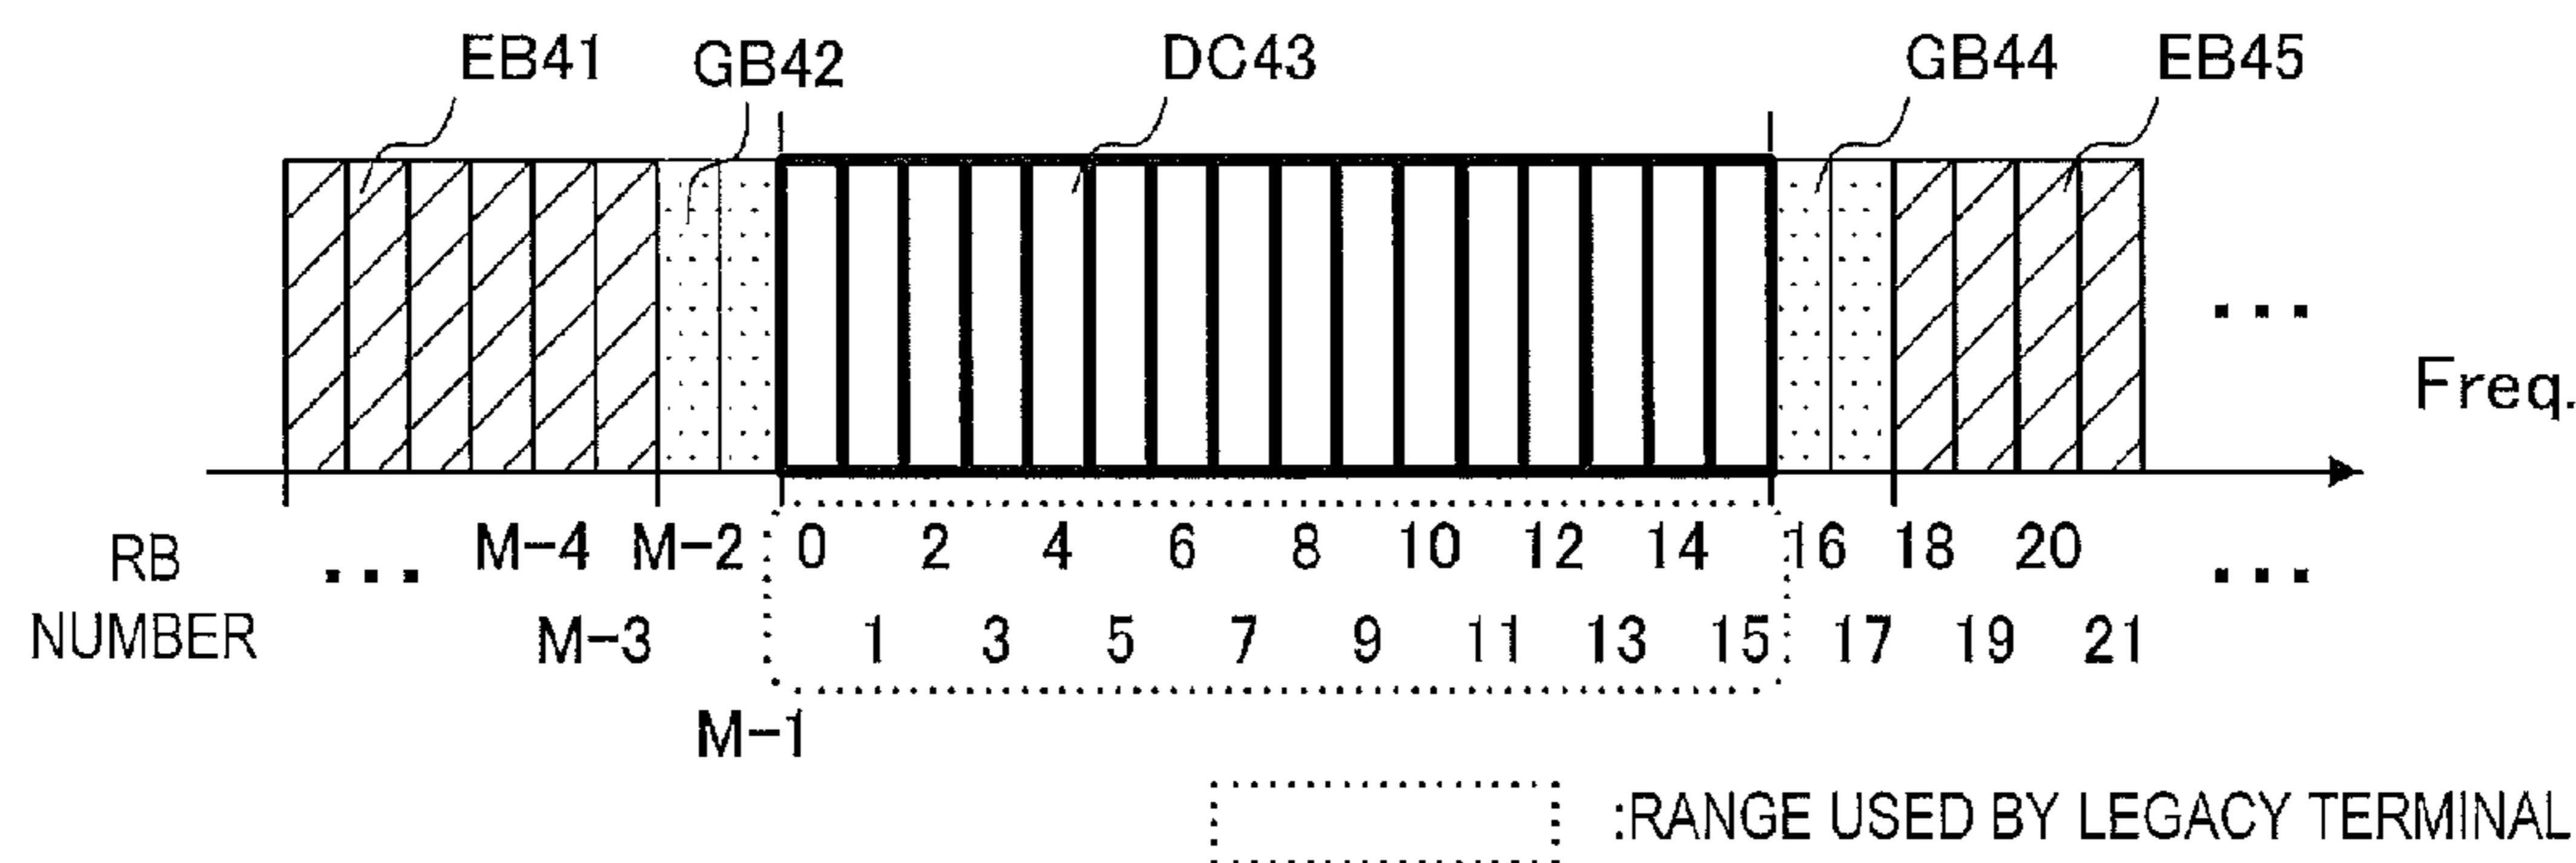 EB41 GB42 DC43 GB44 EB45
Freq.
RB NUMBER
... M-4 M-2 0 2 4 6 8 10 12 14 16 18 20 ...
M-3 1 3 5 7 9 11 13 15 17 19 21
M-1
:RANGE USED BY LEGACY TERMINAL